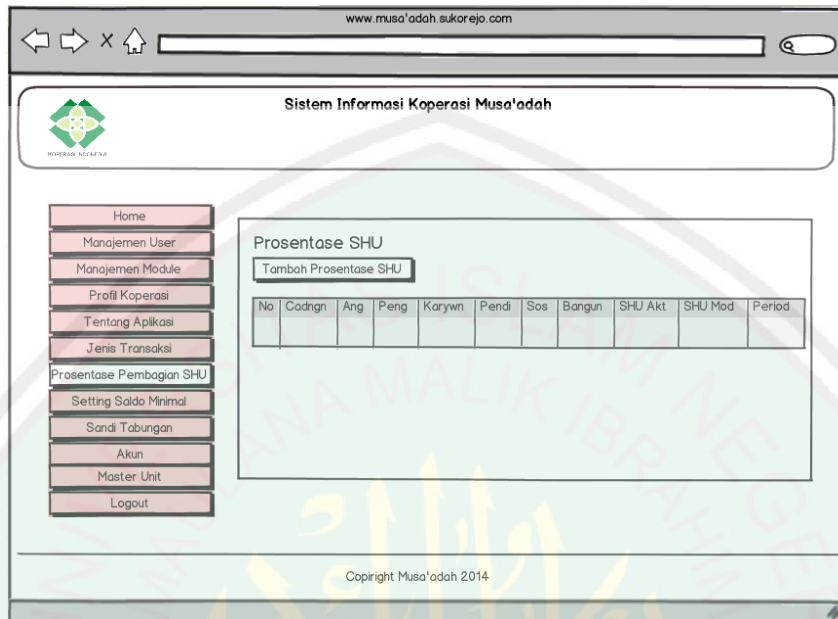 www.musa'adah.sukorejo.com
Sistem Informasi Koperasi Musa'adah
KOPERASI INDONESIA
Home
Manajemen User
Manajemen Module
Profil Koperasi
Tentang Aplikasi
Jenis Transaksi
Prosentase Pembagian SHU
Setting Saldo Minimal
Sandi Tabungan
Akun
Master Unit
Logout
Prosentase SHU
Tambah Prosentase SHU
No Cadngn Ang Peng Karywn Pendi Sos Bangun SHU Akt SHU Mod Period
Copiright Musa'adah 2014